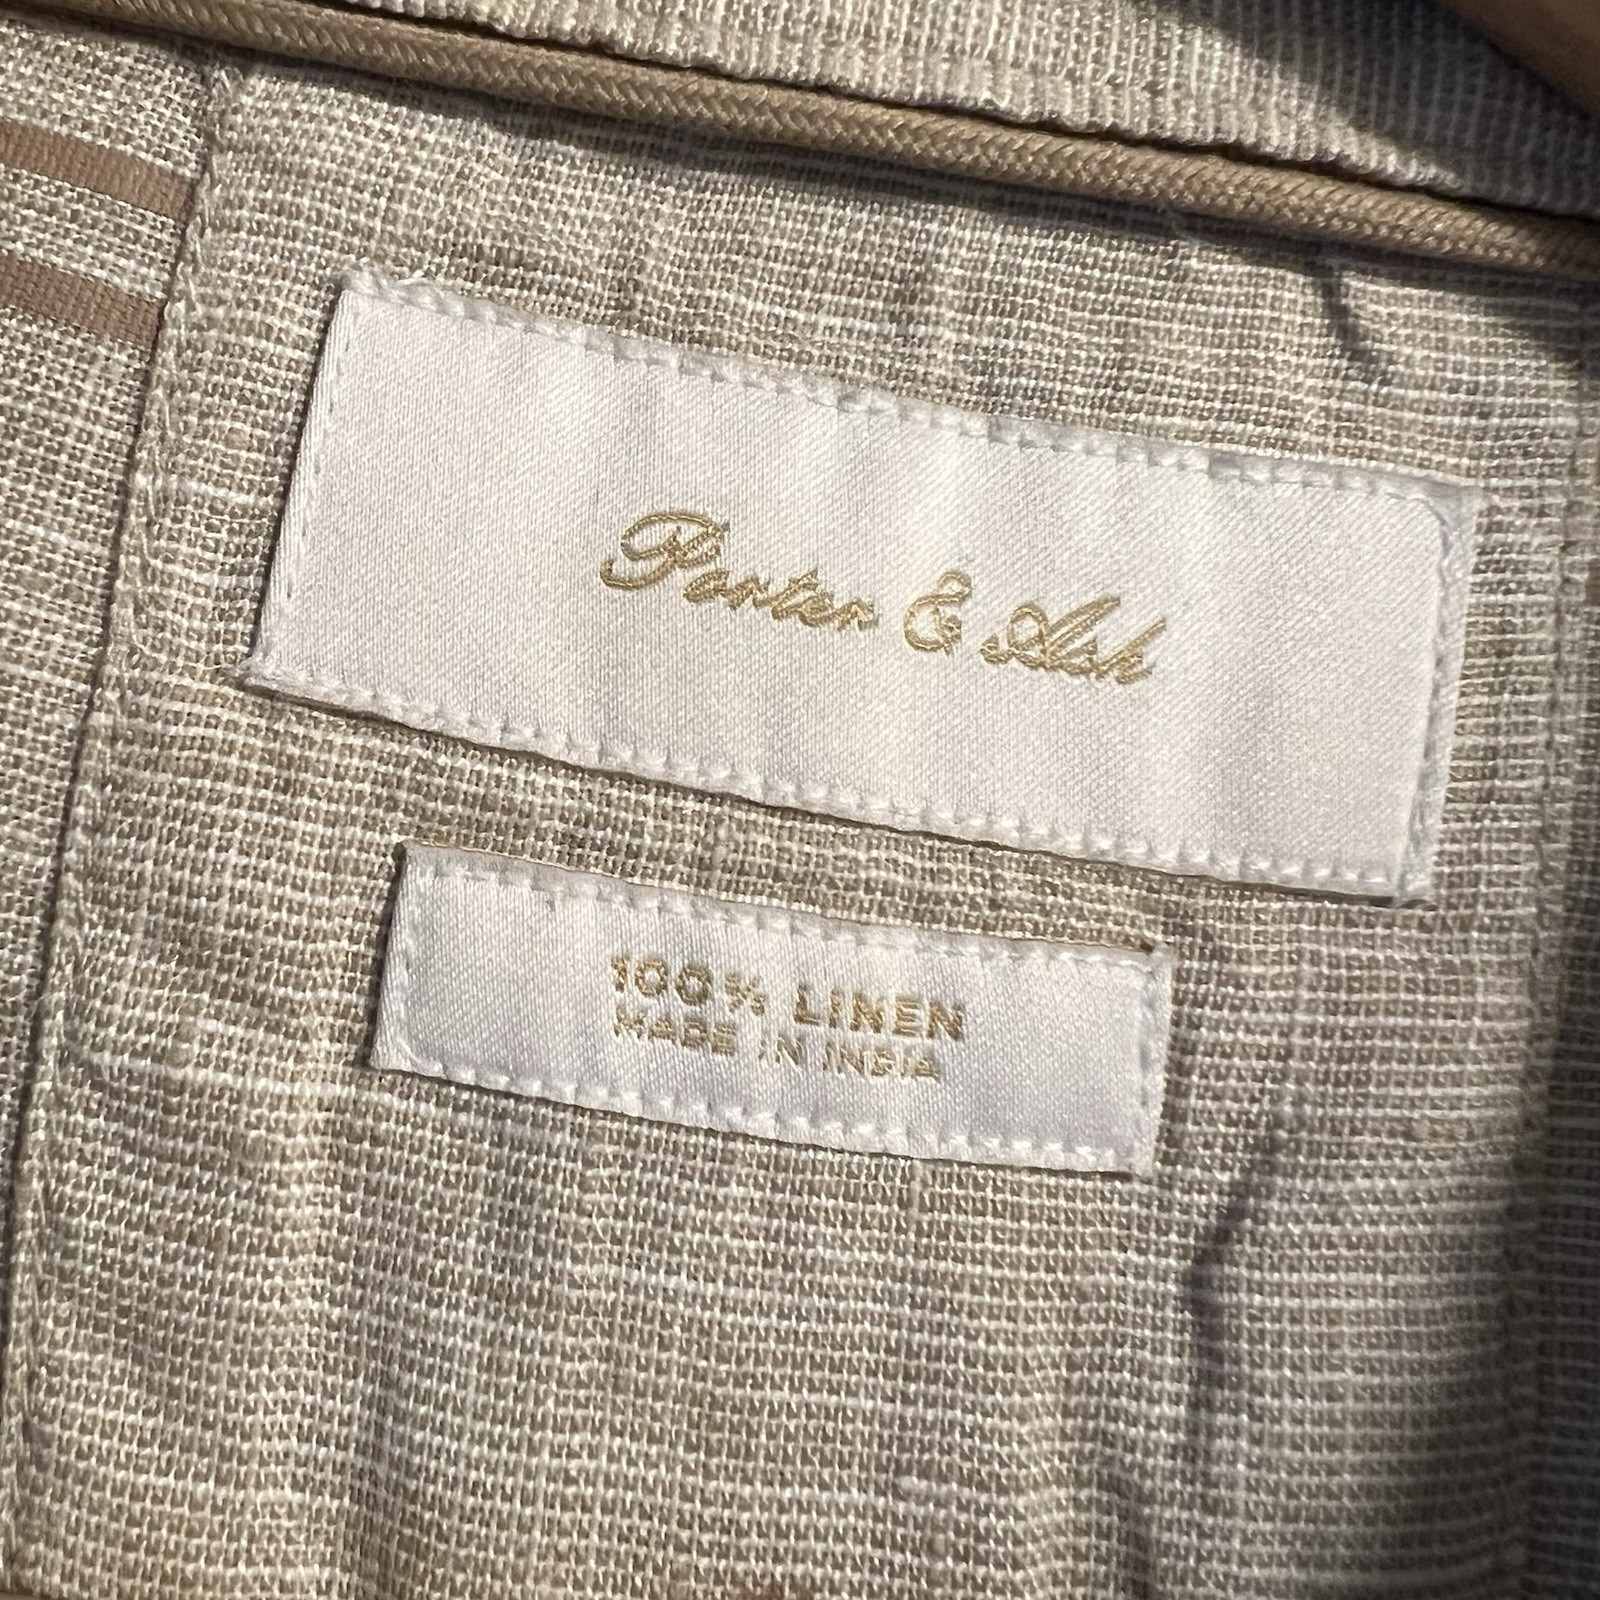 Porter & Ash
100% LINEN
MADE IN INDIA